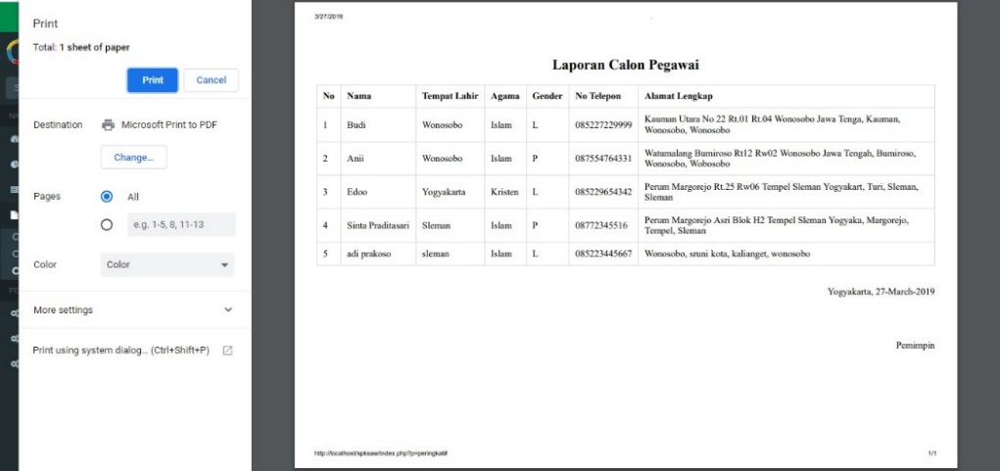 Print
Total: 1 sheet of paper
Print Cancel
Destination Microsoft Print to PDF
Change...
Pages All
e.g. 1-5, 8, 11-13
Color Color
More settings
Print using system dialog... (Ctrl+Shift+P)
3/27/2019
Laporan Calon Pegawai
No Nama Tempat Lahir Agama Gender No Telepon Alamat Lengkap
1 Budi Wonosobo Islam L 085227229999 Kauman Utara No 22 Rt.01 Rt.04 Wonosobo Jawa Tenga, Kauman,
Wonosobo, Wonosobo
2 Anii Wonosobo Islam P 087554764331 Watumalang Bumiroso Rt12 Rw02 Wonosobo Jawa Tengah, Bumiroso,
Wonosobo, Wobosobo
3 Edoo Yogyakarta Kristen L 085229654342 Perum Margorejo Rt.25 Rw06 Tempel Sleman Yogyakart, Turi, Sleman,
Sleman
4 Sinta Praditasari Sleman Islam P 08772345516 Perum Margorejo Asri Blok H2 Tempel Sleman Yogyaka, Margorejo,
Tempel, Sleman
5 adi prakoso sleman Islam L 085223445667 Wonosobo, sruni kota, kalianget, wonosobo
Yogyakarta, 27-March-2019
Pemimpin
http://localhost/spksaw/index.php?p=peringkat# 1/1